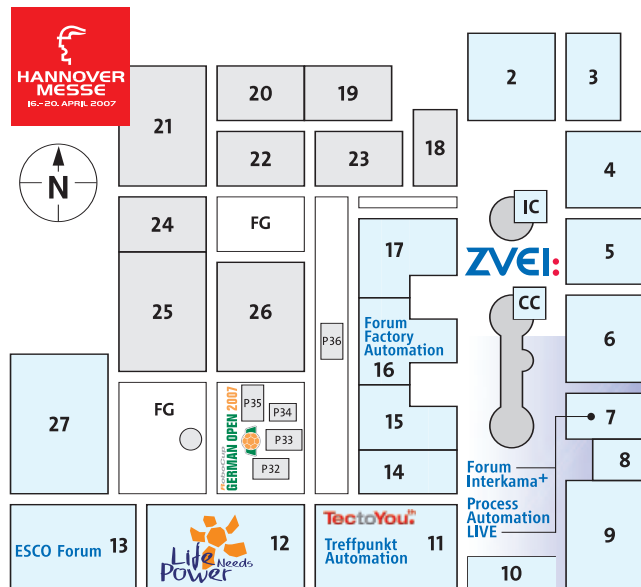 HANNOVER
MESSE
16.–20. APRIL 2007
N
20
19
2
3
21
22
23
18
4
24
FG
IC
17
ZVEI:
5
25
26
CC
P36
Forum
Factory
Automation
16
6
27
FG
P35
P34
P33
P32
RoboCup
GERMAN OPEN 2007
15
7
14
8
Forum
Interkama+
Process
Automation
LIVE
9
ESCO Forum 13
Life Needs
Power
12
TectoYou.th
Treffpunkt
Automation
11
10